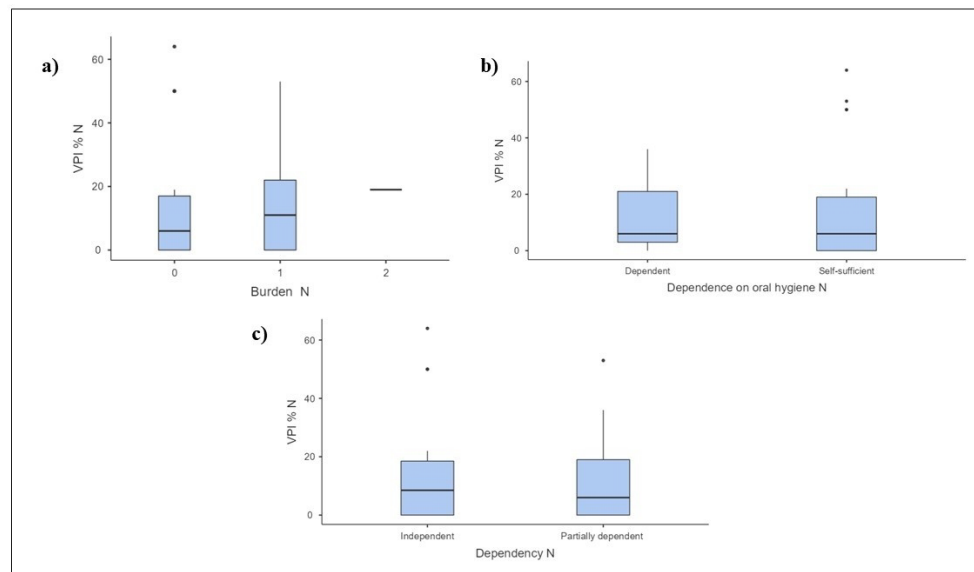 a)
VPI % N
60
40
20
0
0 1 2
Burden N
b)
VPI % N
60
40
20
0
Dependent Self-sufficient
Dependence on oral hygiene N
c)
VPI % N
60
40
20
0
Independent Partially dependent
Dependency N